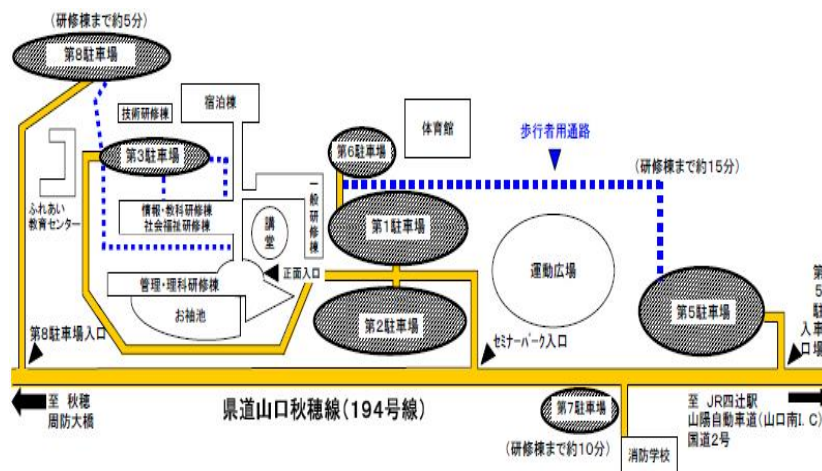 (研修棟まで約5分)
第8駐車場
宿泊棟
技術研修棟
体育館
歩行者用通路
第3駐車場
第6駐車場
(研修棟まで約15分)
ふれあい
教育センター
情報・教科研修棟
社会福祉研修棟
一般研修棟
講堂
第1駐車場
運動広場
正面入口
管理・理科研修棟
お袖池
第2駐車場
第5駐車場
第5駐車場入口
第8駐車場入口
セミナーパーク入口
至 秋穂
周防大橋
県道山口秋穂線(194号線)
第7駐車場
(研修棟まで約10分)
消防学校
至 JR四辻駅
山陽自動車道(山口南I.C)
国道2号